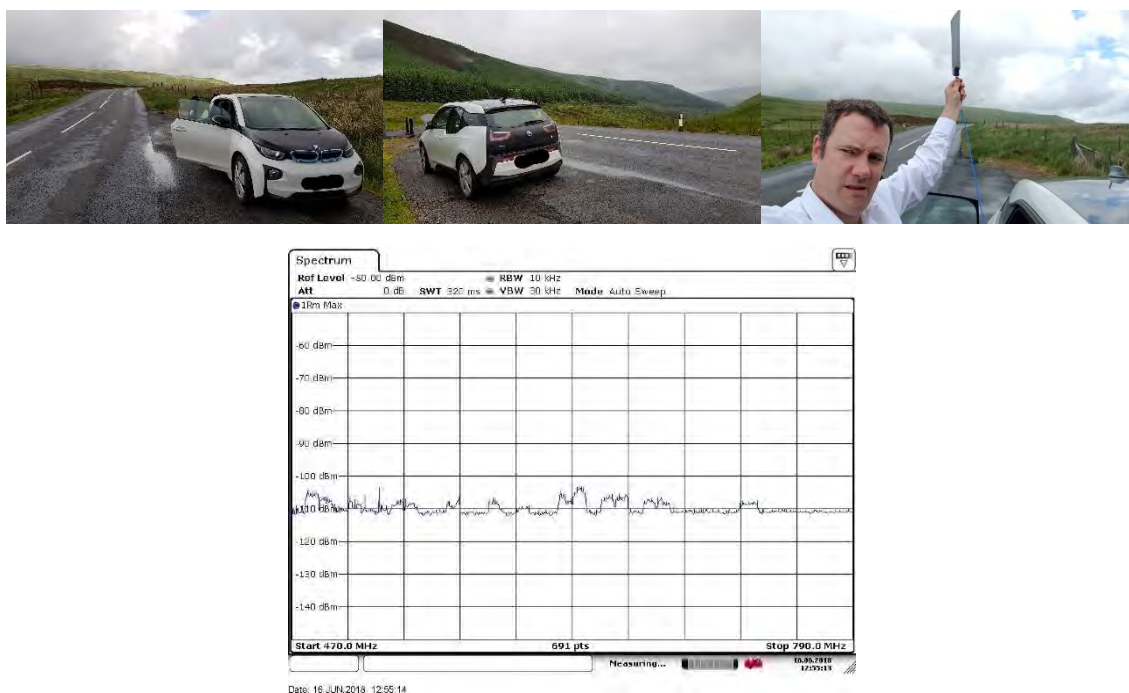 Spectrum
Ref Level -50.00 dBm RBW 10 kHz
Att 0 dB SWT 320 ms VBW 30 kHz Mode Auto Sweep
1Rm Max
-60 dBm
-70 dBm
-80 dBm
-90 dBm
-100 dBm
-110 dBm
-120 dBm
-130 dBm
-140 dBm
Start 470.0 MHz 691 pts Stop 790.0 MHz
Measuring... 16.06.2018
12:55:13
Date: 16.JUN.2018 12:55:14